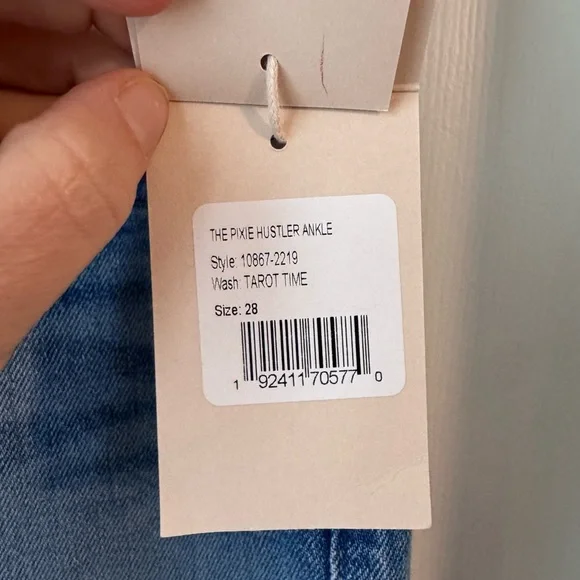 THE PIXIE HUSTLER ANKLE
Style: 10867-2219
Wash: TAROT TIME
Size: 28
1 92411 70577 0